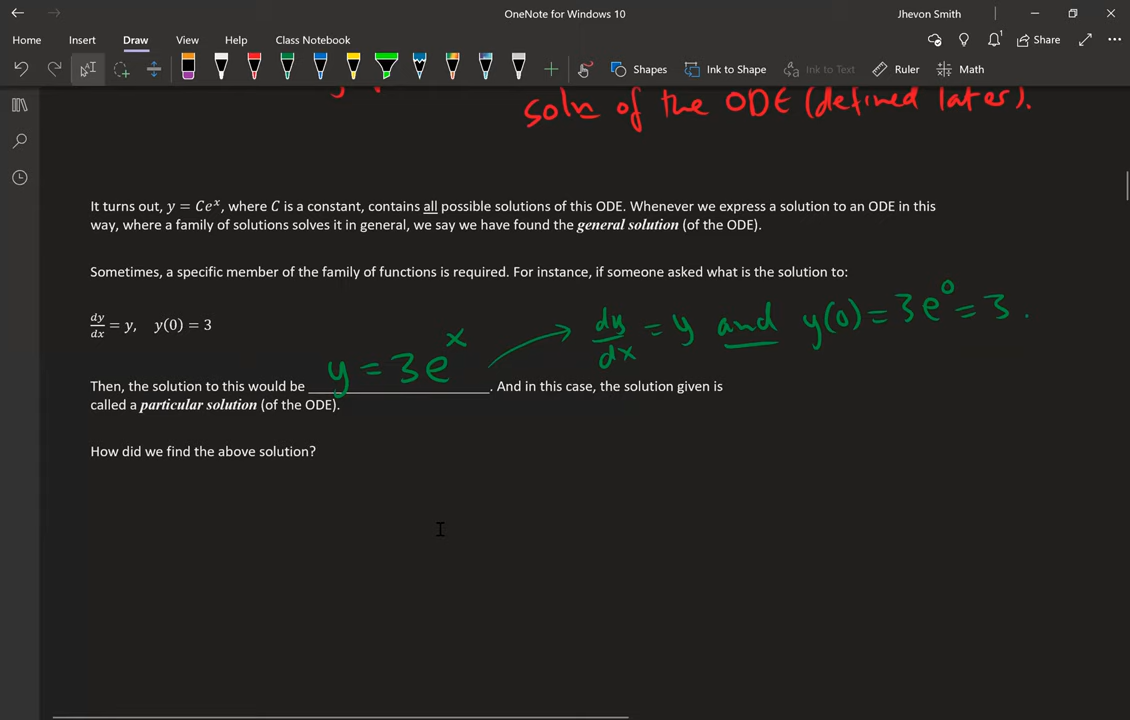 OneNote for Windows 10
Jhevon Smith
Home Insert Draw View Help Class Notebook
Share
Shapes Ink to Shape Ink to Text Ruler Math
soln of the ODE (defined later).
It turns out, y = Ceˣ, where C is a constant, contains all possible solutions of this ODE. Whenever we express a solution to an ODE in this
way, where a family of solutions solves it in general, we say we have found the general solution (of the ODE).
Sometimes, a specific member of the family of functions is required. For instance, if someone asked what is the solution to:
dy/dx = y, y(0) = 3
dy/dx = y and y(0) = 3e⁰ = 3.
y = 3eˣ
Then, the solution to this would be ______________________. And in this case, the solution given is
called a particular solution (of the ODE).
How did we find the above solution?